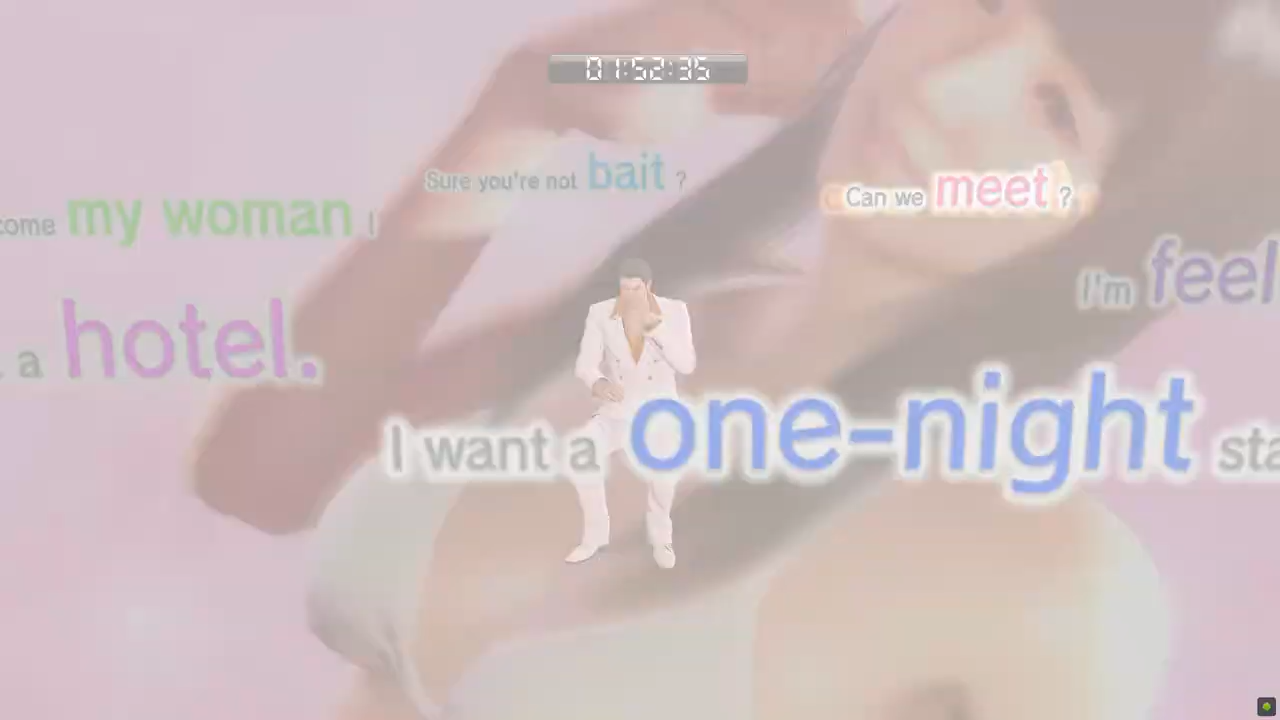 01:52:35
Sure you're not bait ?
Can we meet ?
come my woman !
I'm feel
a hotel.
I want a one-night sta